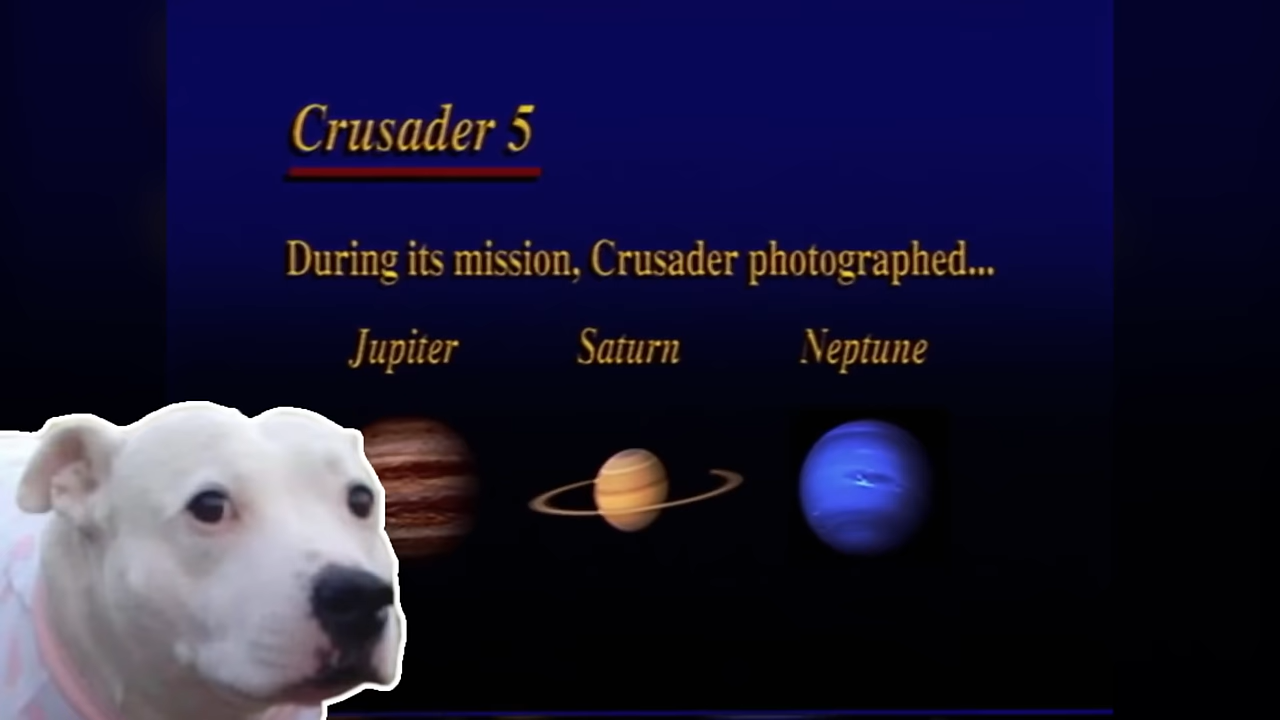 Crusader 5
During its mission, Crusader photographed...
Jupiter Saturn Neptune